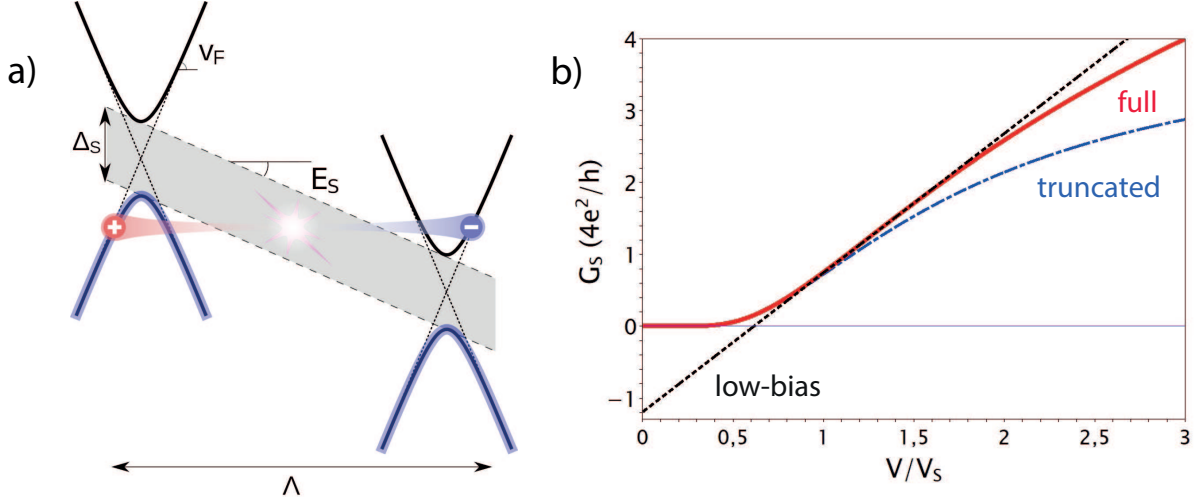 a)
v_F
Δ_S
E_S
+
−
Λ
b)
G_S (4e²/h)
4
3
2
1
0
−1
full
truncated
low-bias
0
0,5
1
1,5
2
2,5
3
V/V_S